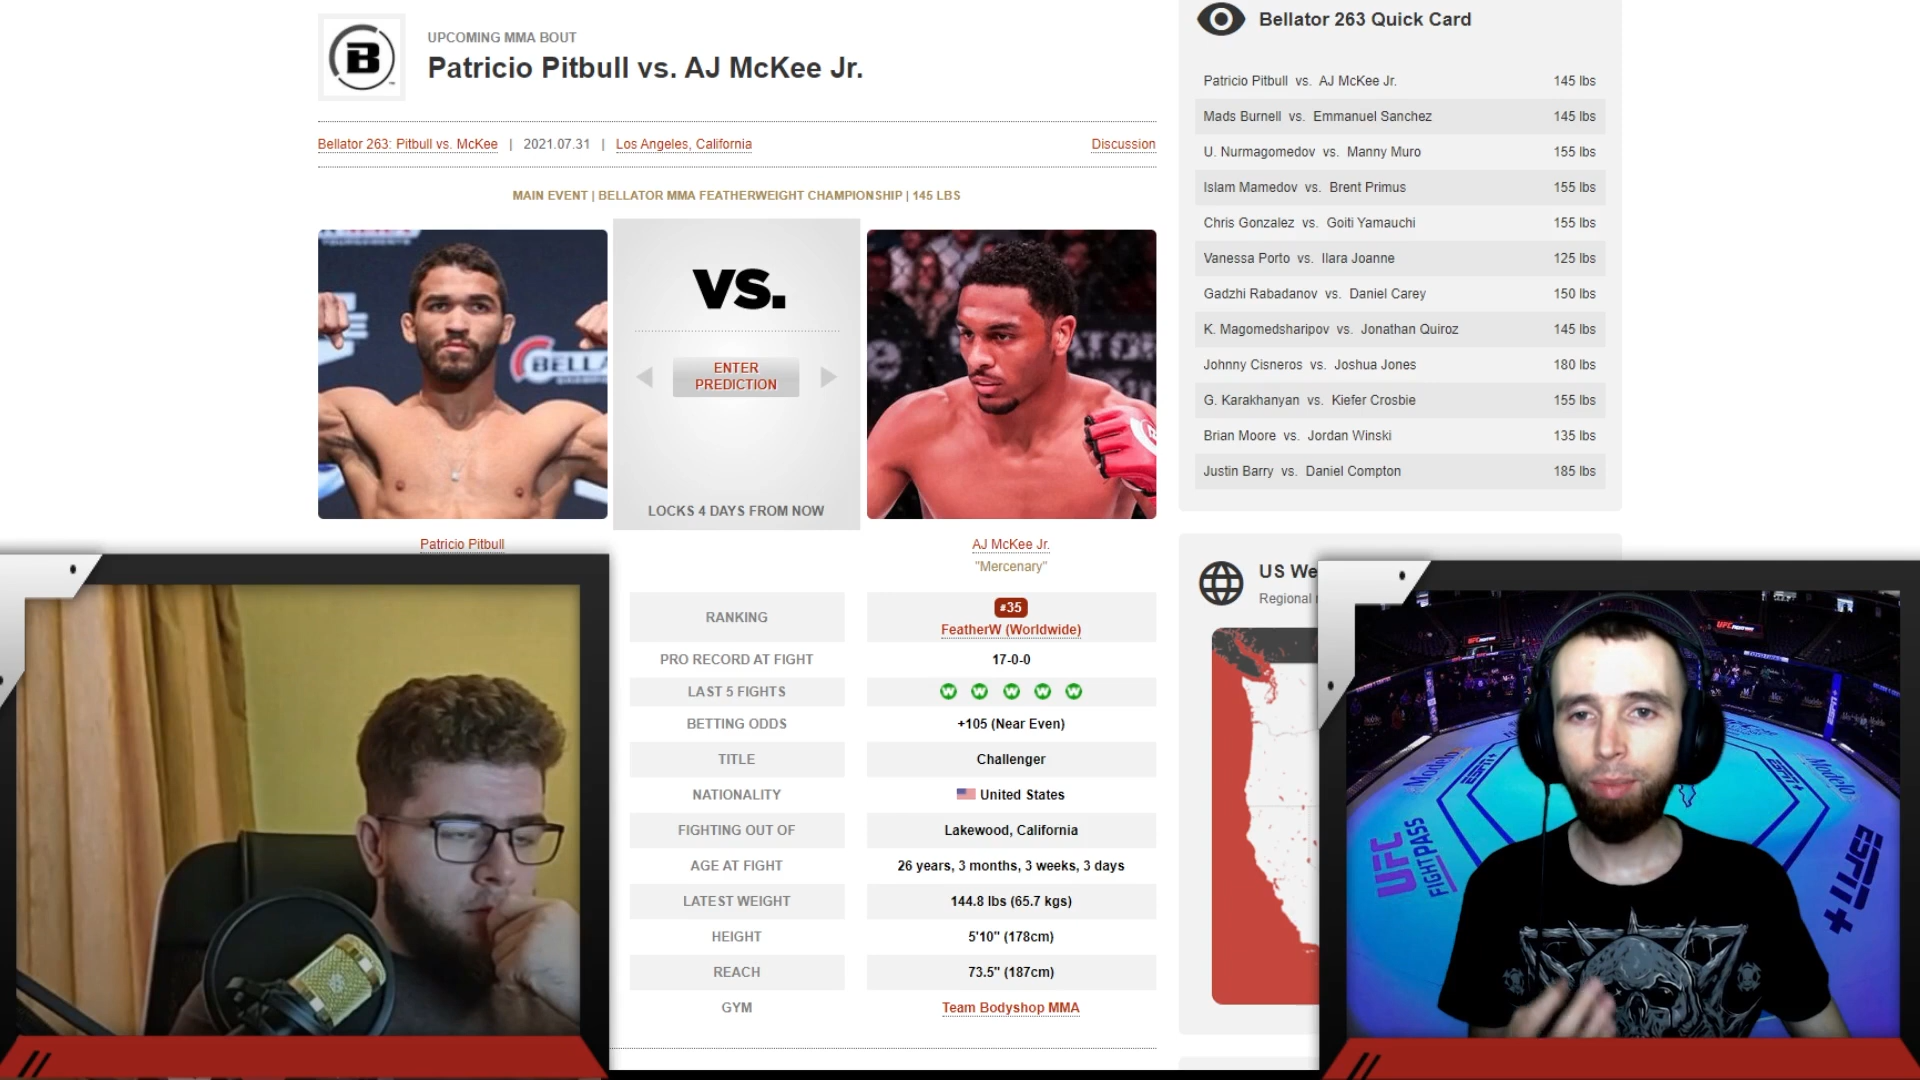 UPCOMING MMA BOUT
Patricio Pitbull vs. AJ McKee Jr.
Bellator 263: Pitbull vs. McKee | 2021.07.31 | Los Angeles, California Discussion
MAIN EVENT | BELLATOR MMA FEATHERWEIGHT CHAMPIONSHIP | 145 LBS
B
BELLA
VS.
ENTER
PREDICTION
LOCKS 4 DAYS FROM NOW
Patricio Pitbull
AJ McKee Jr.
"Mercenary"
RANKING #35
FeatherW (Worldwide)
PRO RECORD AT FIGHT 17-0-0
LAST 5 FIGHTS W W W W W
BETTING ODDS +105 (Near Even)
TITLE Challenger
NATIONALITY United States
FIGHTING OUT OF Lakewood, California
AGE AT FIGHT 26 years, 3 months, 3 weeks, 3 days
LATEST WEIGHT 144.8 lbs (65.7 kgs)
HEIGHT 5'10" (178cm)
REACH 73.5" (187cm)
GYM Team Bodyshop MMA
Bellator 263 Quick Card
Patricio Pitbull vs. AJ McKee Jr. 145 lbs
Mads Burnell vs. Emmanuel Sanchez 145 lbs
U. Nurmagomedov vs. Manny Muro 155 lbs
Islam Mamedov vs. Brent Primus 155 lbs
Chris Gonzalez vs. Goiti Yamauchi 155 lbs
Vanessa Porto vs. Ilara Joanne 125 lbs
Gadzhi Rabadanov vs. Daniel Carey 150 lbs
K. Magomedsharipov vs. Jonathan Quiroz 145 lbs
Johnny Cisneros vs. Joshua Jones 180 lbs
G. Karakhanyan vs. Kiefer Crosbie 155 lbs
Brian Moore vs. Jordan Winski 135 lbs
Justin Barry vs. Daniel Compton 185 lbs
US We
Regional
Modelo
ESPN+
ESPN+
Modelo
UFC
FIGHTPASS
ESPN+